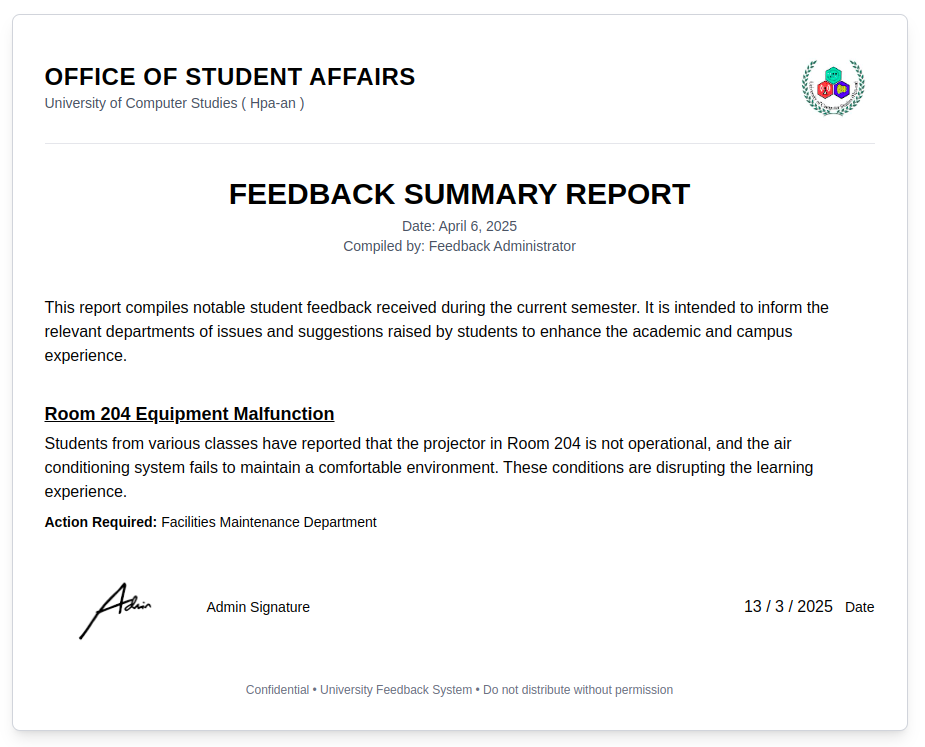 OFFICE OF STUDENT AFFAIRS
University of Computer Studies ( Hpa-an )
FEEDBACK SUMMARY REPORT
Date: April 6, 2025
Compiled by: Feedback Administrator
This report compiles notable student feedback received during the current semester. It is intended to inform the
relevant departments of issues and suggestions raised by students to enhance the academic and campus
experience.
Room 204 Equipment Malfunction
Students from various classes have reported that the projector in Room 204 is not operational, and the air
conditioning system fails to maintain a comfortable environment. These conditions are disrupting the learning
experience.
Action Required: Facilities Maintenance Department
Admin Admin Signature 13 / 3 / 2025 Date
Confidential • University Feedback System • Do not distribute without permission